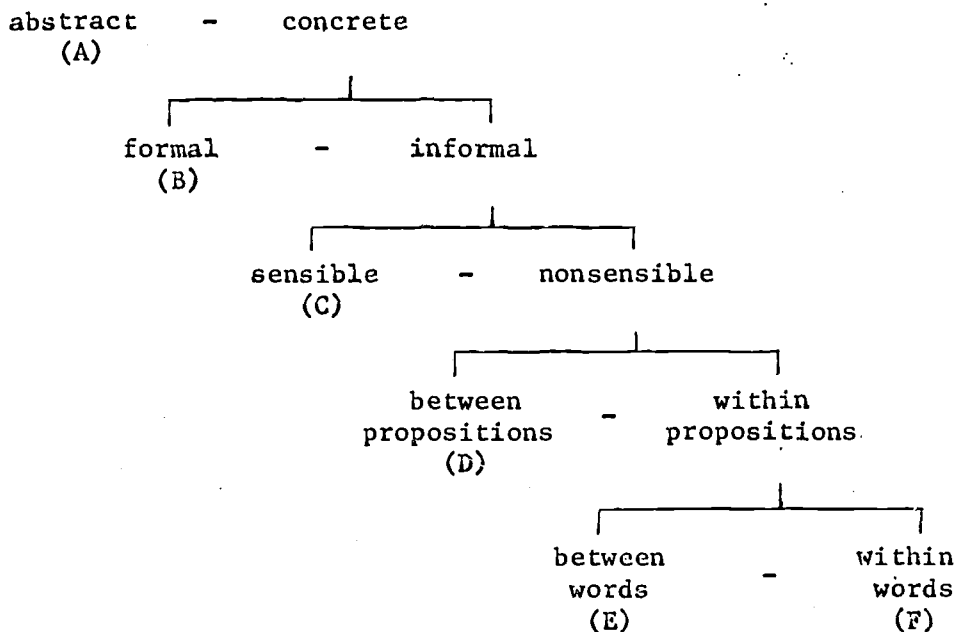 abstract - concrete
(A)
formal - informal
(B)
sensible - nonsensible
(C)
between within
propositions - propositions
(D)
between within
words - words
(E) (F)